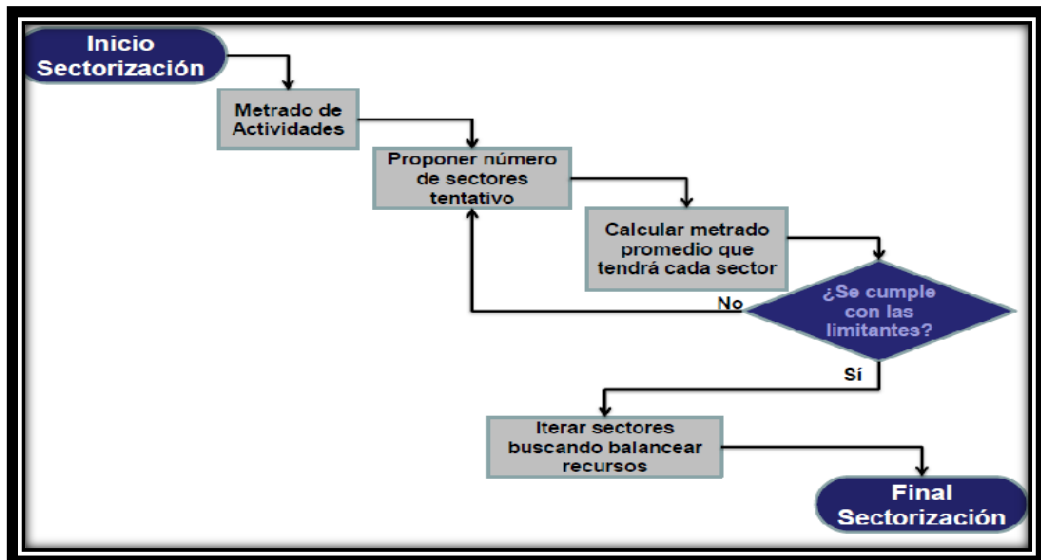 Inicio
Sectorización
Metrado de
Actividades
Proponer número
de sectores
tentativo
Calcular metrado
promedio que
tendrá cada sector
¿Se cumple
con las
limitantes?
No
Sí
Iterar sectores
buscando balancear
recursos
Final
Sectorización